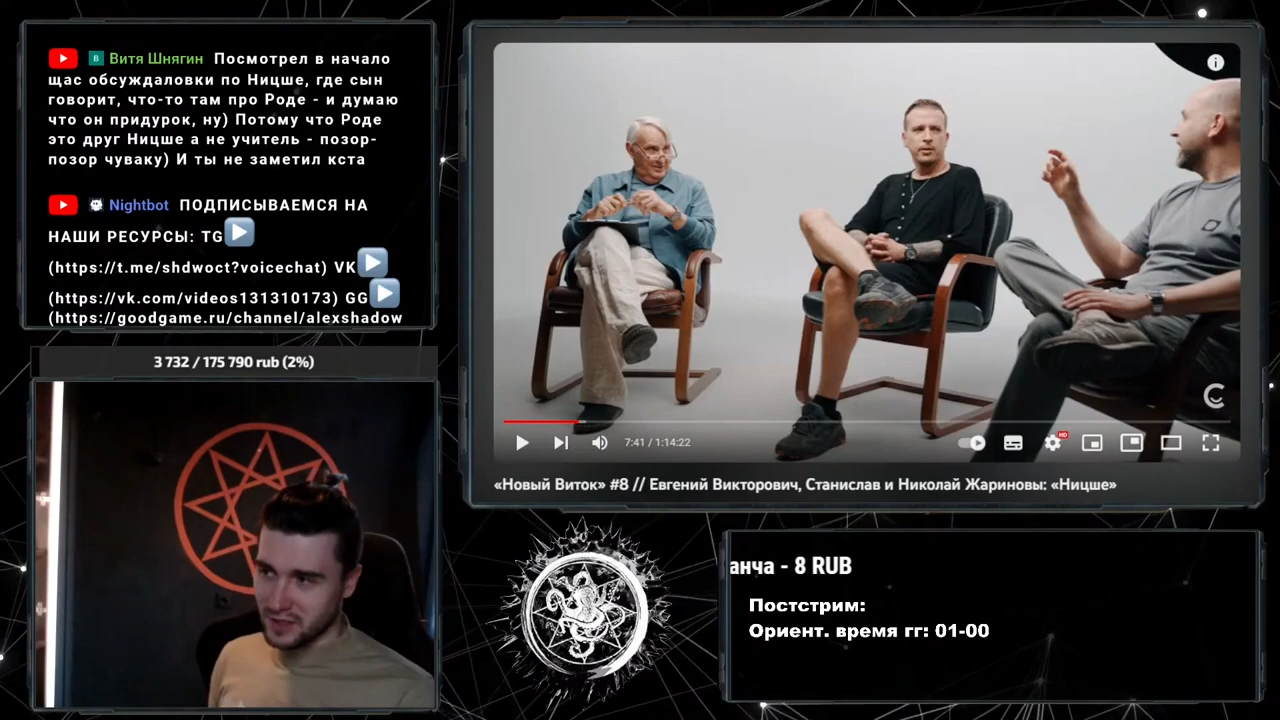 В Витя Шнягин Посмотрел в начало
щас обсуждаловки по Ницше, где сын
говорит, что-то там про Роде - и думаю
что он придурок, ну) Потому что Роде
это друг Ницше а не учитель - позор-
позор чуваку) И ты не заметил кста
Nightbot ПОДПИСЫВАЕМСЯ НА
НАШИ РЕСУРСЫ: TG
(https://t.me/shdwoct?voicechat) VK
(https://vk.com/videos131310173) GG
(https://goodgame.ru/channel/alexshadow
3 732 / 175 790 rub (2%)
7:41 / 1:14:22
HD
«Новый Виток» #8 // Евгений Викторович, Станислав и Николай Жариновы: «Ницше»
анча - 8 RUB
Постстрим:
Ориент. время гг: 01-00